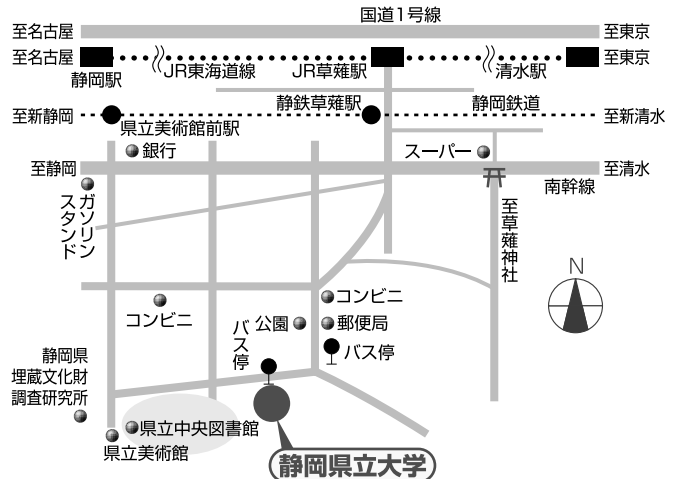 国道1号線
至名古屋
至東京
至名古屋
至東京
静岡駅
JR東海道線
JR草薙駅
清水駅
静鉄草薙駅
静岡鉄道
至新静岡
至新清水
県立美術館前駅
銀行
スーパー
至静岡
至清水
南幹線
ガソリン
スタンド
至草薙神社
N
コンビニ
コンビニ
公園
郵便局
バス停
バス停
静岡県
埋蔵文化財
調査研究所
県立中央図書館
県立美術館
静岡県立大学